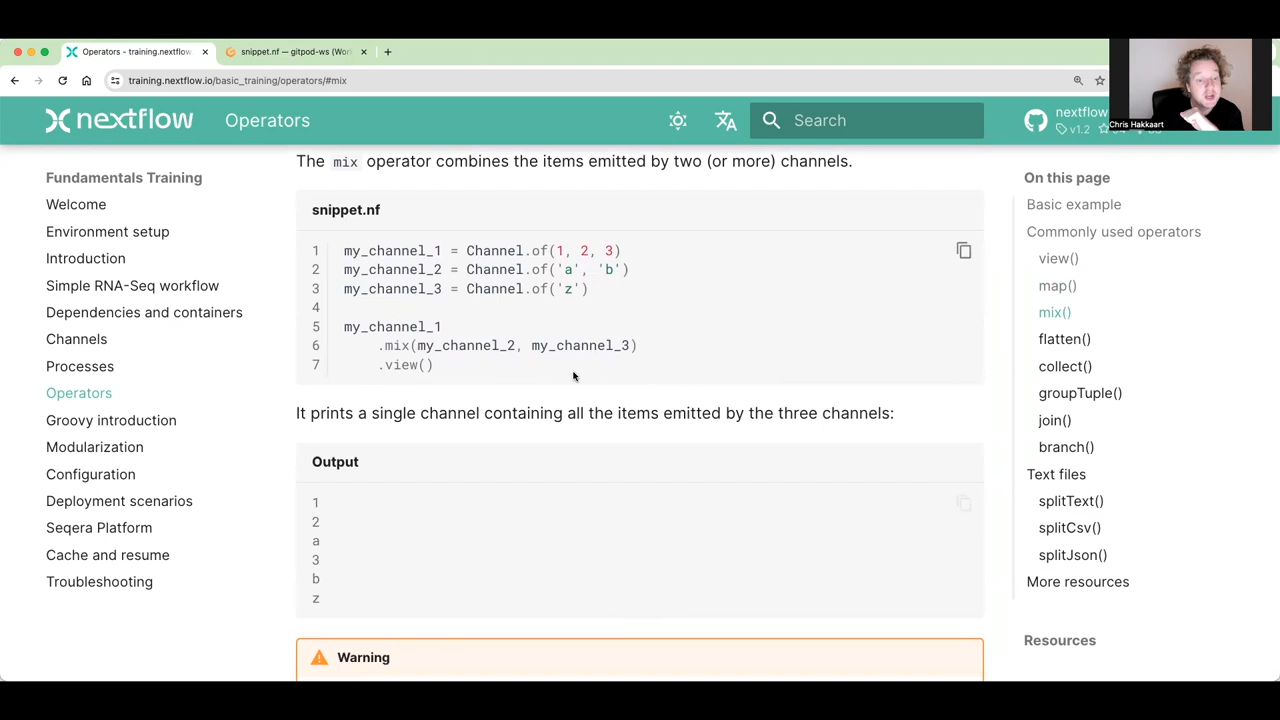 Operators - training.nextflow
snippet.nf — gitpod-ws (Wor
training.nextflow.io/basic_training/operators/#mix
nextflow
Operators
Search
nextflow
v1.2
Chris Hakkaart
Fundamentals Training
Welcome
Environment setup
Introduction
Simple RNA-Seq workflow
Dependencies and containers
Channels
Processes
Operators
Groovy introduction
Modularization
Configuration
Deployment scenarios
Seqera Platform
Cache and resume
Troubleshooting
The mix operator combines the items emitted by two (or more) channels.
snippet.nf
1 my_channel_1 = Channel.of(1, 2, 3)
2 my_channel_2 = Channel.of('a', 'b')
3 my_channel_3 = Channel.of('z')
4
5 my_channel_1
6 .mix(my_channel_2, my_channel_3)
7 .view()
It prints a single channel containing all the items emitted by the three channels:
Output
1
2
a
3
b
z
Warning
On this page
Basic example
Commonly used operators
view()
map()
mix()
flatten()
collect()
groupTuple()
join()
branch()
Text files
splitText()
splitCsv()
splitJson()
More resources
Resources